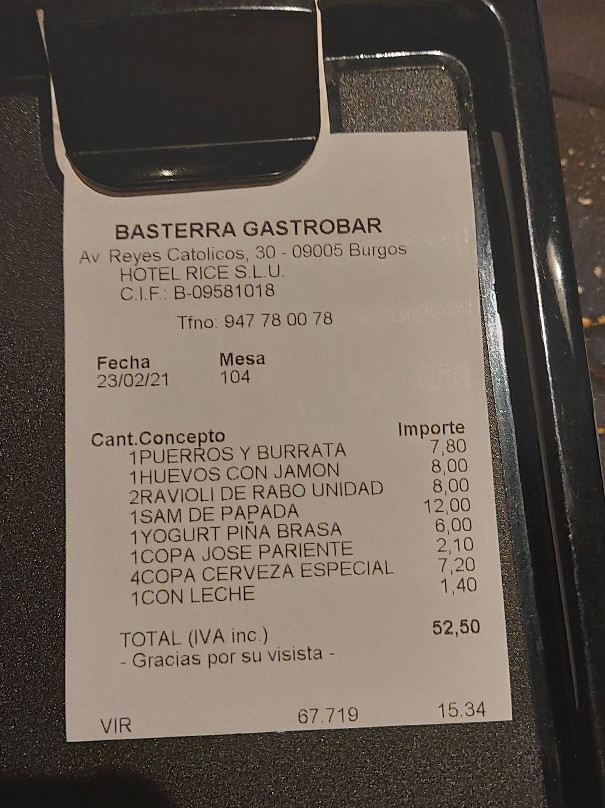 BASTERRA GASTROBAR
Av. Reyes Catolicos, 30 - 09005 Burgos
HOTEL RICE S.L.U.
C.I.F.: B-09581018
Tfno: 947 78 00 78
Fecha Mesa
23/02/21 104
Cant.Concepto Importe
1PUERROS Y BURRATA 7,80
1HUEVOS CON JAMON 8,00
2RAVIOLI DE RABO UNIDAD 8,00
1SAM DE PAPADA 12,00
1YOGURT PIÑA BRASA 6,00
1COPA JOSE PARIENTE 2,10
4COPA CERVEZA ESPECIAL 7,20
1CON LECHE 1,40
TOTAL (IVA inc.) 52,50
- Gracias por su visista -
VIR 67.719 15.34